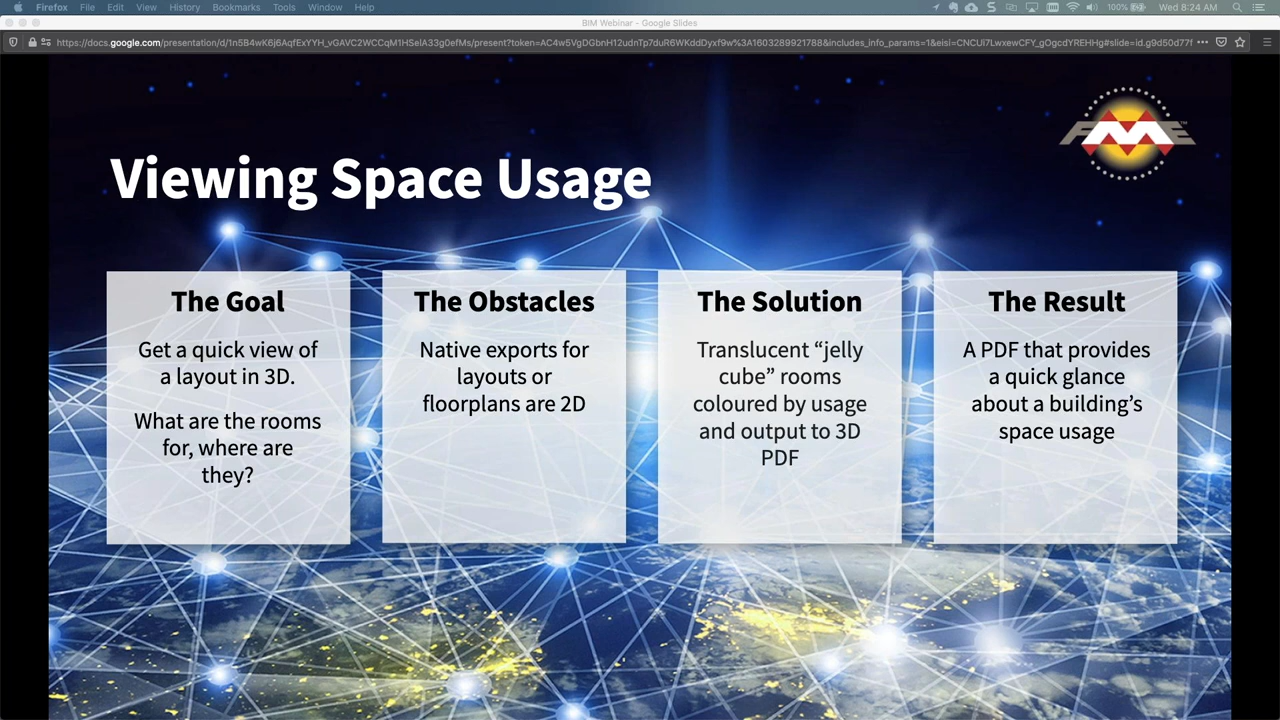 Firefox File Edit View History Bookmarks Tools Window Help
100% Wed 8:24 AM
BIM Webinar - Google Slides
Viewing Space Usage
FME
The Goal
Get a quick view of
a layout in 3D.
What are the rooms
for, where are
they?
The Obstacles
Native exports for
layouts or
floorplans are 2D
The Solution
Translucent “jelly
cube” rooms
coloured by usage
and output to 3D
PDF
The Result
A PDF that provides
a quick glance
about a building’s
space usage